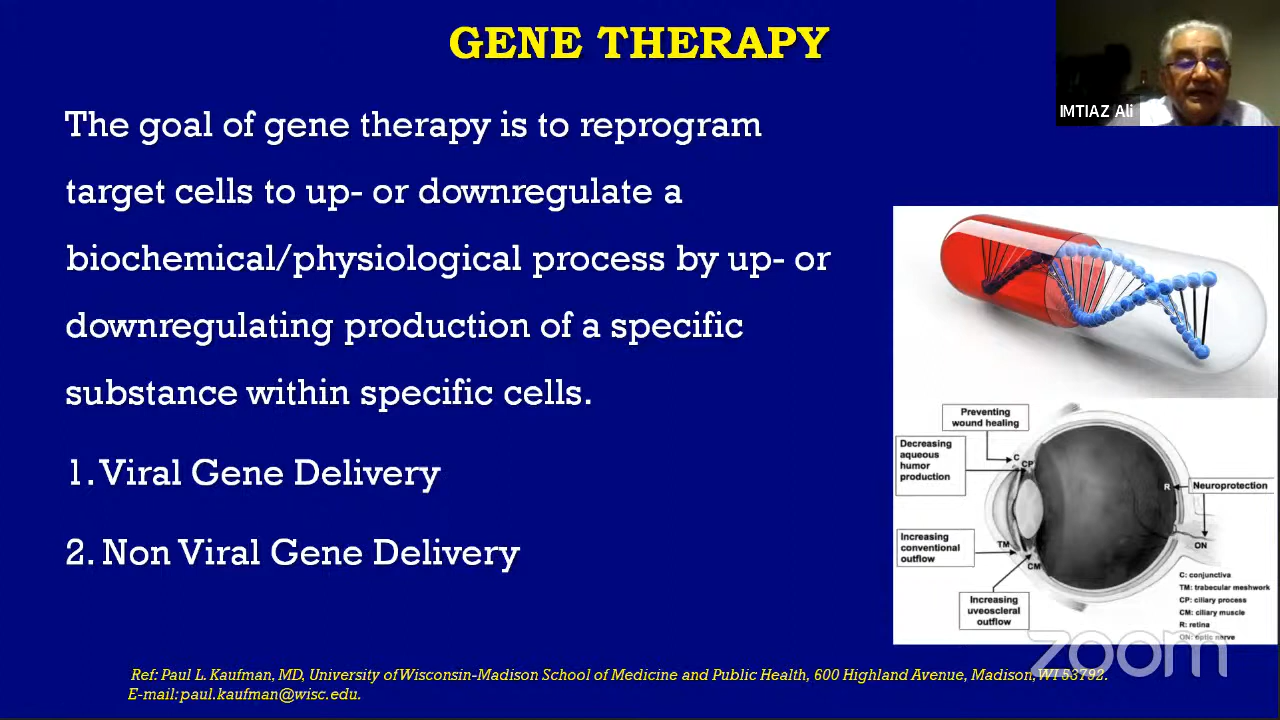 GENE THERAPY
IMTIAZ Ali
The goal of gene therapy is to reprogram
target cells to up- or downregulate a
biochemical/physiological process by up- or
downregulating production of a specific
substance within specific cells.
1. Viral Gene Delivery
2. Non Viral Gene Delivery
Preventing
wound healing
Decreasing
aqueous
humor
production
C
CP
R
Neuroprotection
Increasing
conventional
outflow
TM
CM
ON
Increasing
uveoscleral
outflow
C: conjunctiva
TM: trabecular meshwork
CP: ciliary process
CM: ciliary muscle
R: retina
ON: optic nerve
zoom
Ref: Paul L. Kaufman, MD, University of Wisconsin-Madison School of Medicine and Public Health, 600 Highland Avenue, Madison, WI 53792.
E-mail: paul.kaufman@wisc.edu.